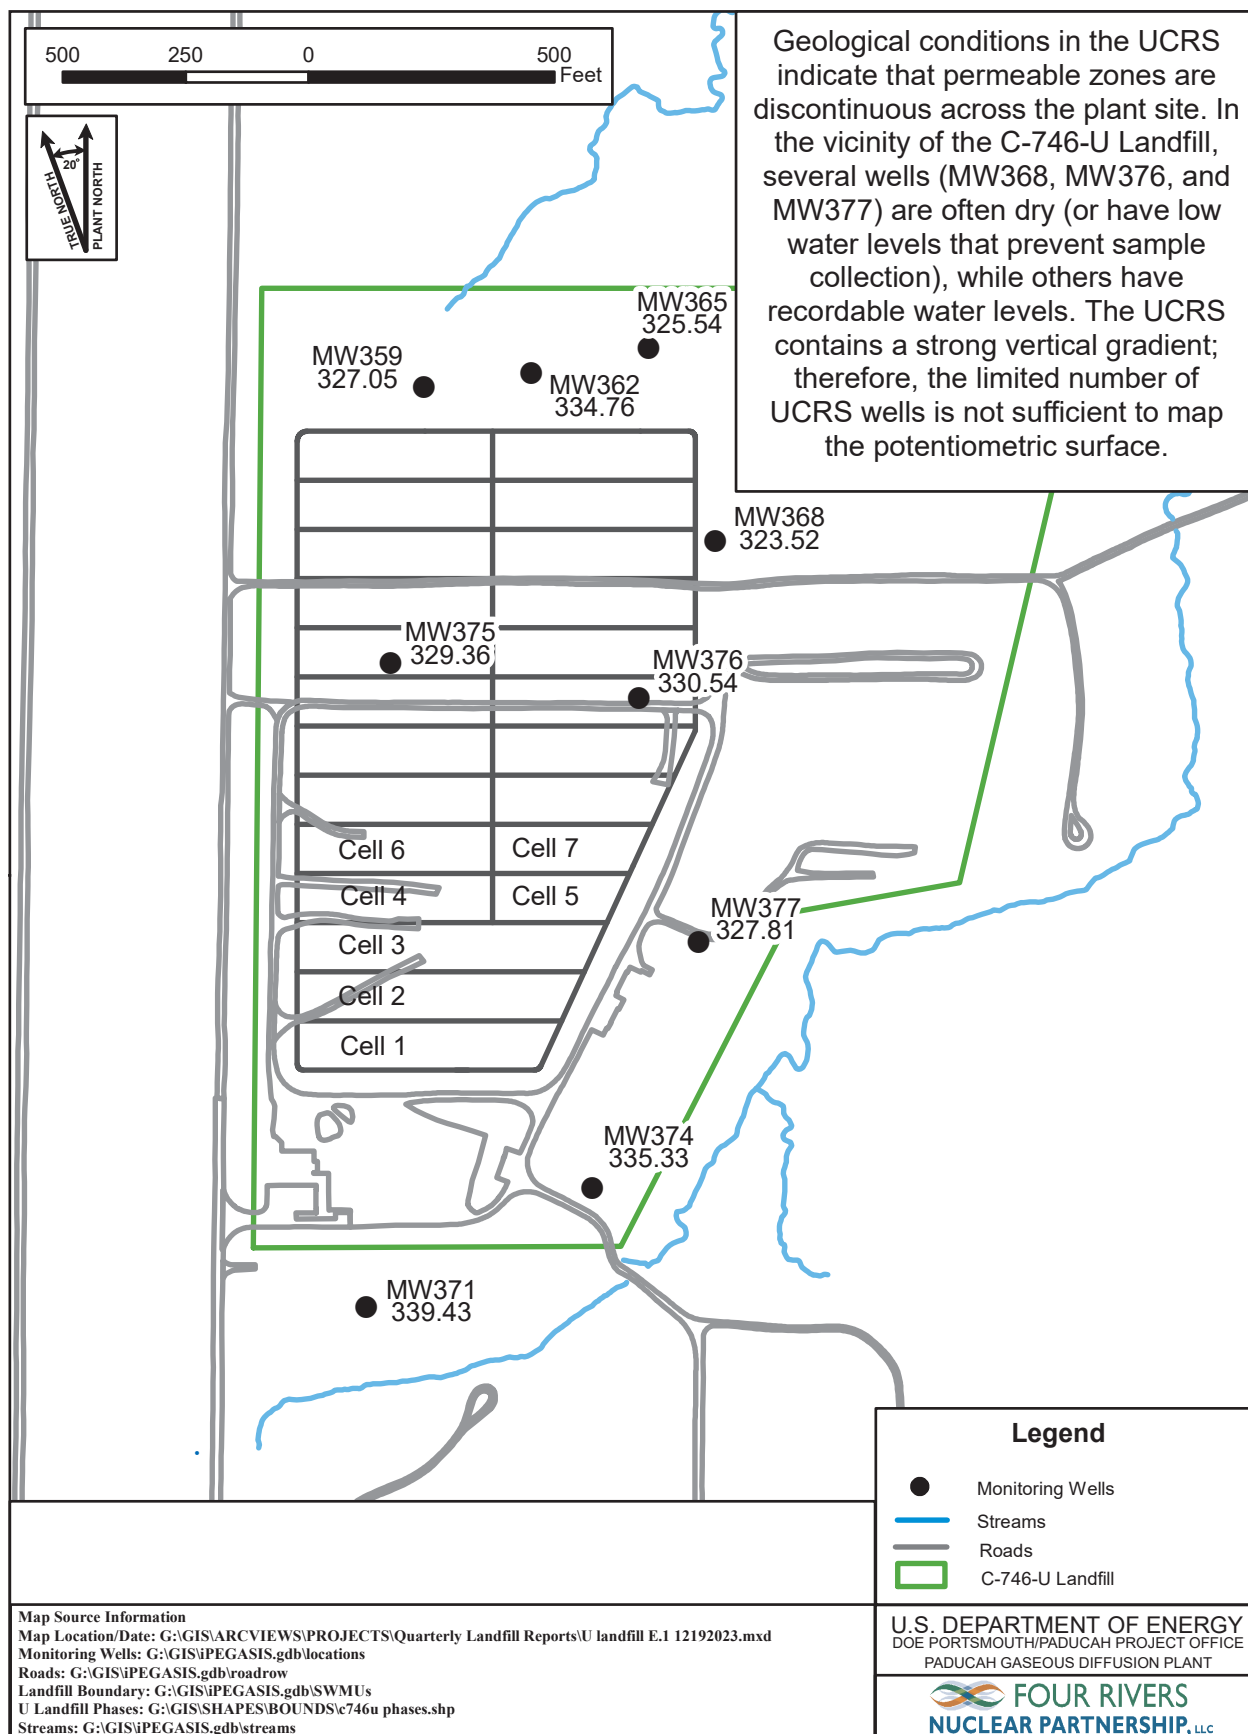 500 250 0 500
Feet
20°
TRUE NORTH
PLANT NORTH
Geological conditions in the UCRS
indicate that permeable zones are
discontinuous across the plant site. In
the vicinity of the C-746-U Landfill,
several wells (MW368, MW376, and
MW377) are often dry (or have low
water levels that prevent sample
collection), while others have
recordable water levels. The UCRS
contains a strong vertical gradient;
therefore, the limited number of
UCRS wells is not sufficient to map
the potentiometric surface.
MW365
325.54
MW359
327.05
MW362
334.76
MW368
323.52
MW375
329.36
MW376
330.54
Cell 6
Cell 7
Cell 4
Cell 5
MW377
327.81
Cell 3
Cell 2
Cell 1
MW374
335.33
MW371
339.43
Legend
Monitoring Wells
Streams
Roads
C-746-U Landfill
Map Source Information
Map Location/Date: G:\GIS\ARCVIEWS\PROJECTS\Quarterly Landfill Reports\U landfill E.1 12192023.mxd
Monitoring Wells: G:\GIS\iPEGASIS.gdb\locations
Roads: G:\GIS\iPEGASIS.gdb\roadrow
Landfill Boundary: G:\GIS\iPEGASIS.gdb\SWMUs
U Landfill Phases: G:\GIS\SHAPES\BOUNDS\c746u phases.shp
Streams: G:\GIS\iPEGASIS.gdb\streams
U.S. DEPARTMENT OF ENERGY
DOE PORTSMOUTH/PADUCAH PROJECT OFFICE
PADUCAH GASEOUS DIFFUSION PLANT
FOUR RIVERS
NUCLEAR PARTNERSHIP, LLC